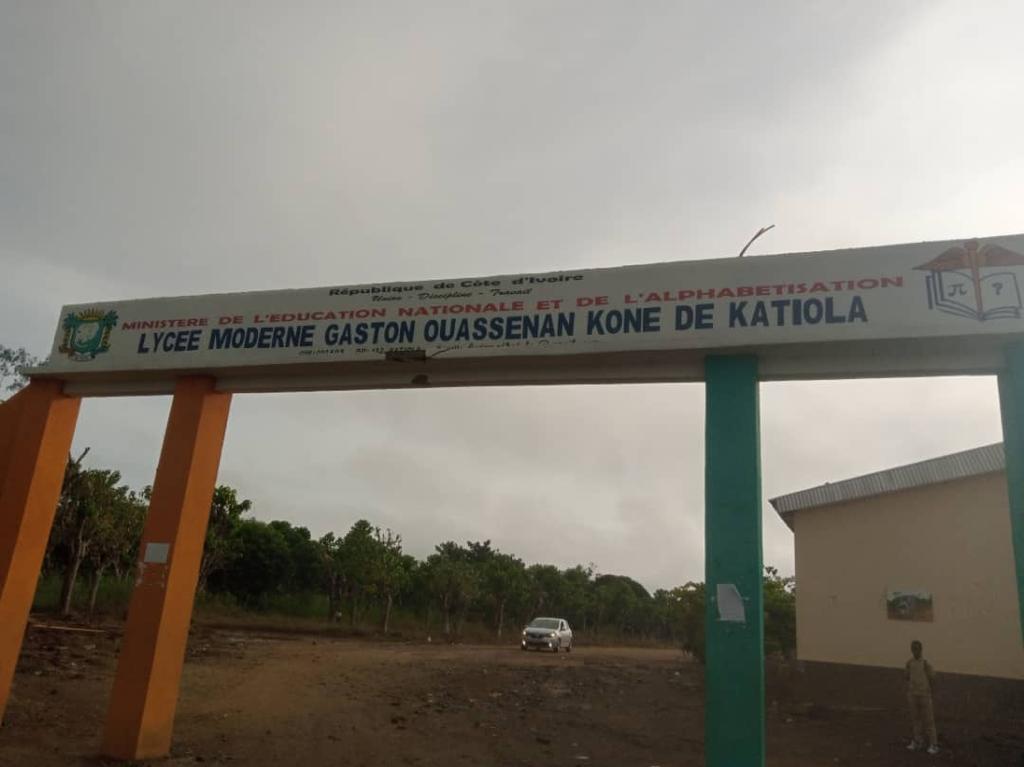 République de Côte d'Ivoire
Union - Discipline - Travail
MINISTERE DE L'EDUCATION NATIONALE ET DE L'ALPHABETISATION
LYCEE MODERNE GASTON OUASSENAN KONE DE KATIOLA
π ?